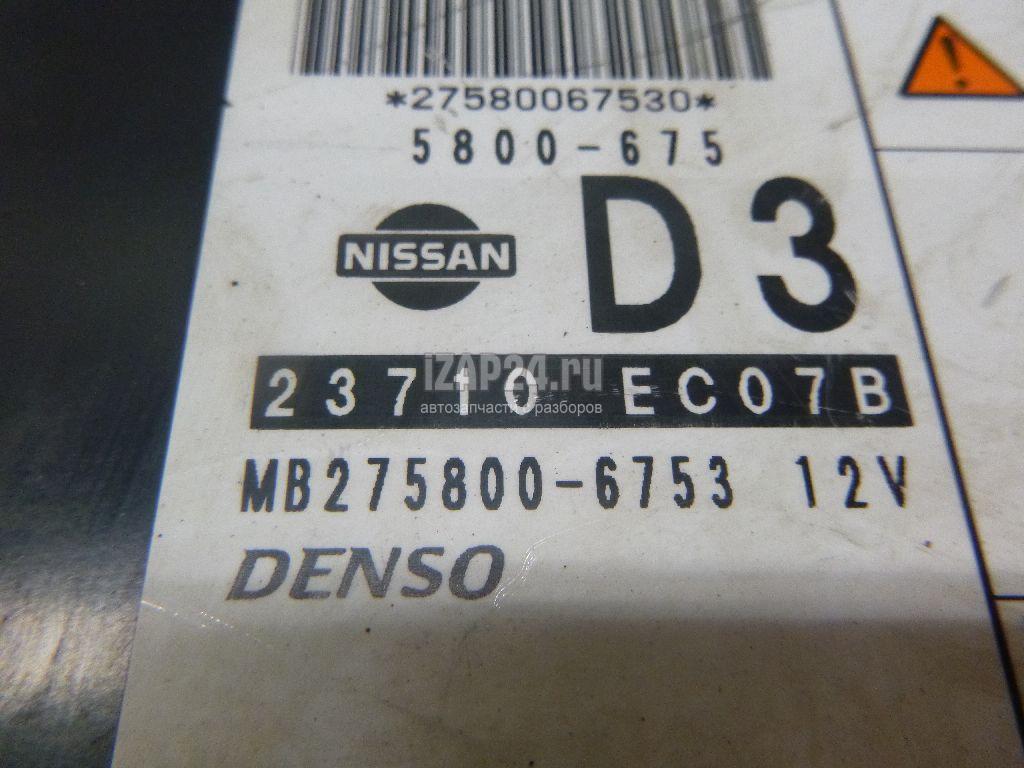 *27580067530*
5800-675
NISSAN
D3
iZAP24.ru
23710 EC07B
автозапчасти с разборов
MB275800-6753 12V
DENSO